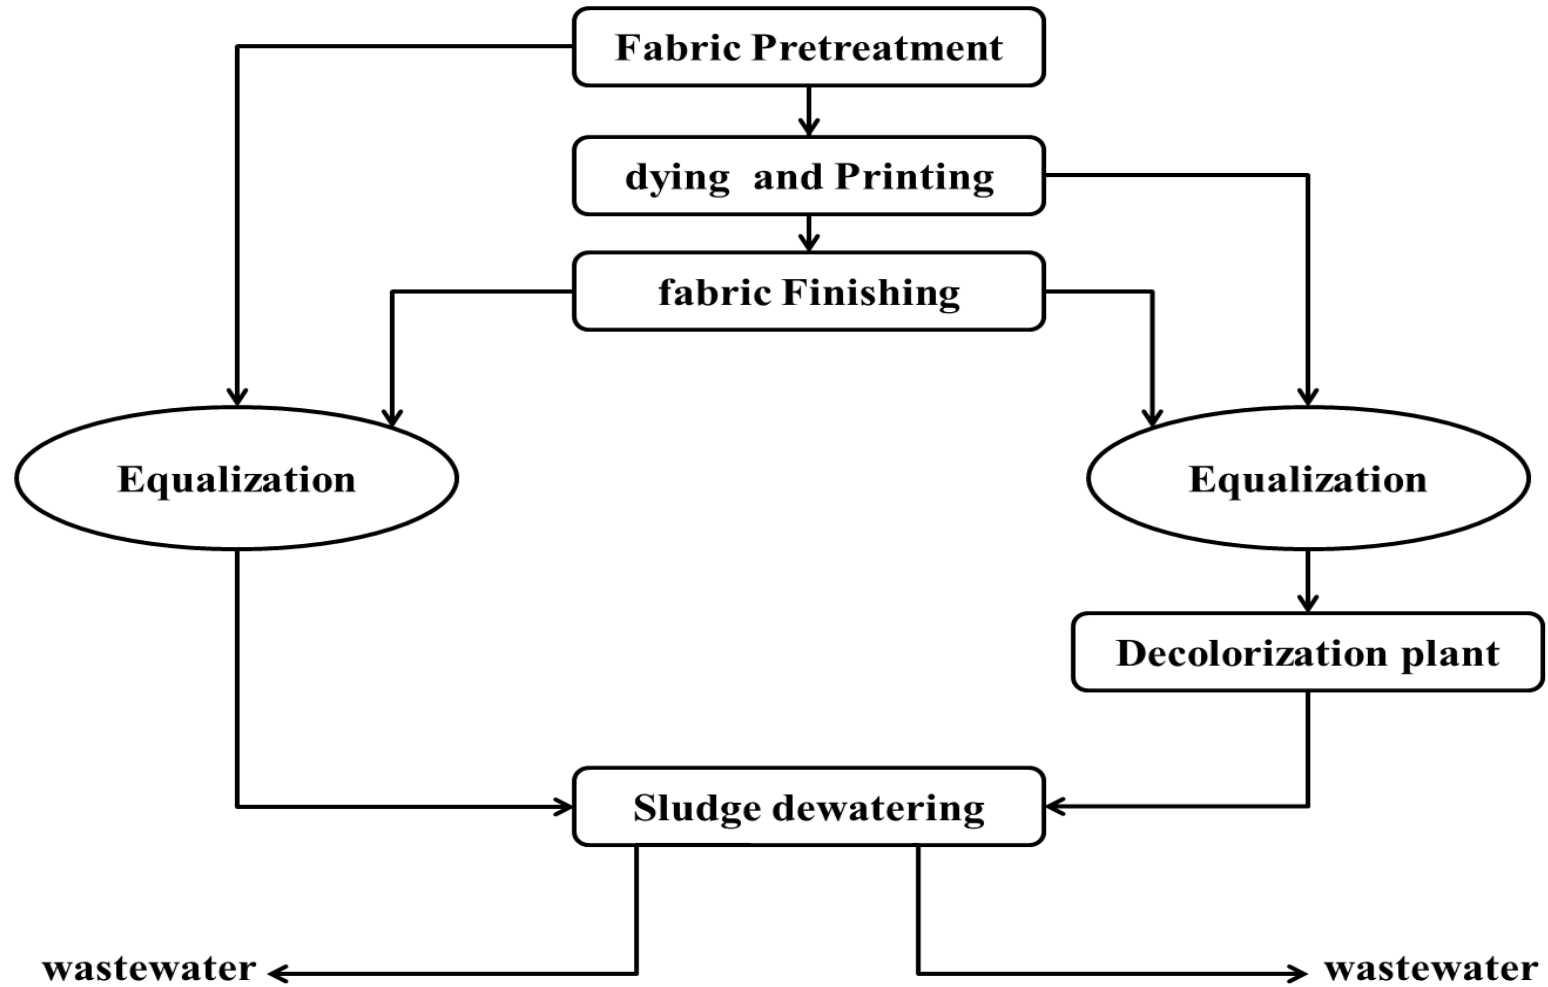 Fabric Pretreatment
dying and Printing
fabric Finishing
Equalization
Equalization
Decolorization plant
Sludge dewatering
wastewater
wastewater